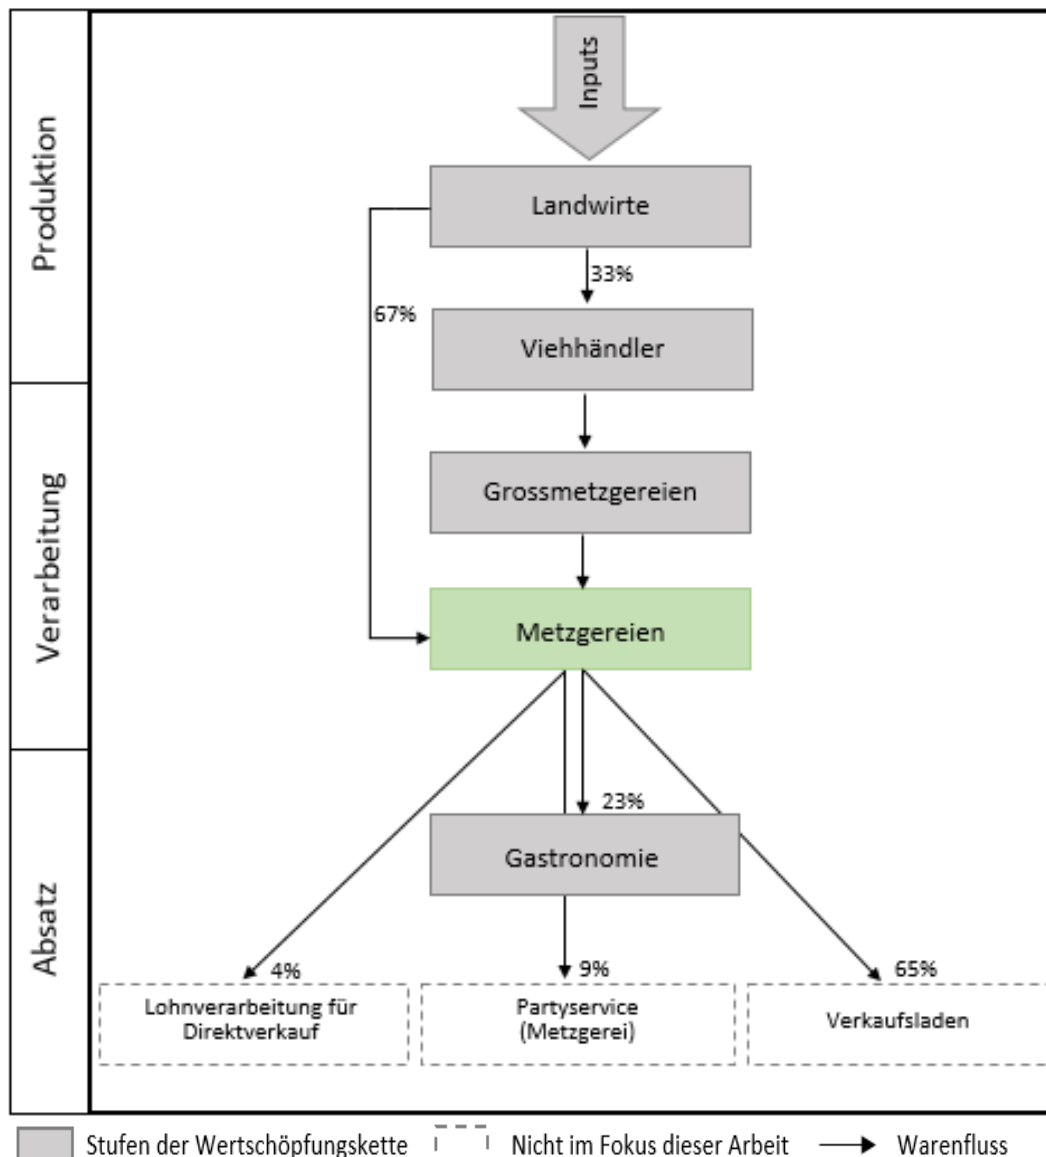 Produktion
Verarbeitung
Absatz
Inputs
Landwirte
33%
67%
Viehhändler
Grossmetzgereien
Metzgereien
23%
Gastronomie
4%
9%
65%
Lohnverarbeitung für
Direktverkauf
Partyservice
(Metzgerei)
Verkaufsladen
Stufen der Wertschöpfungskette
Nicht im Fokus dieser Arbeit
Warenfluss